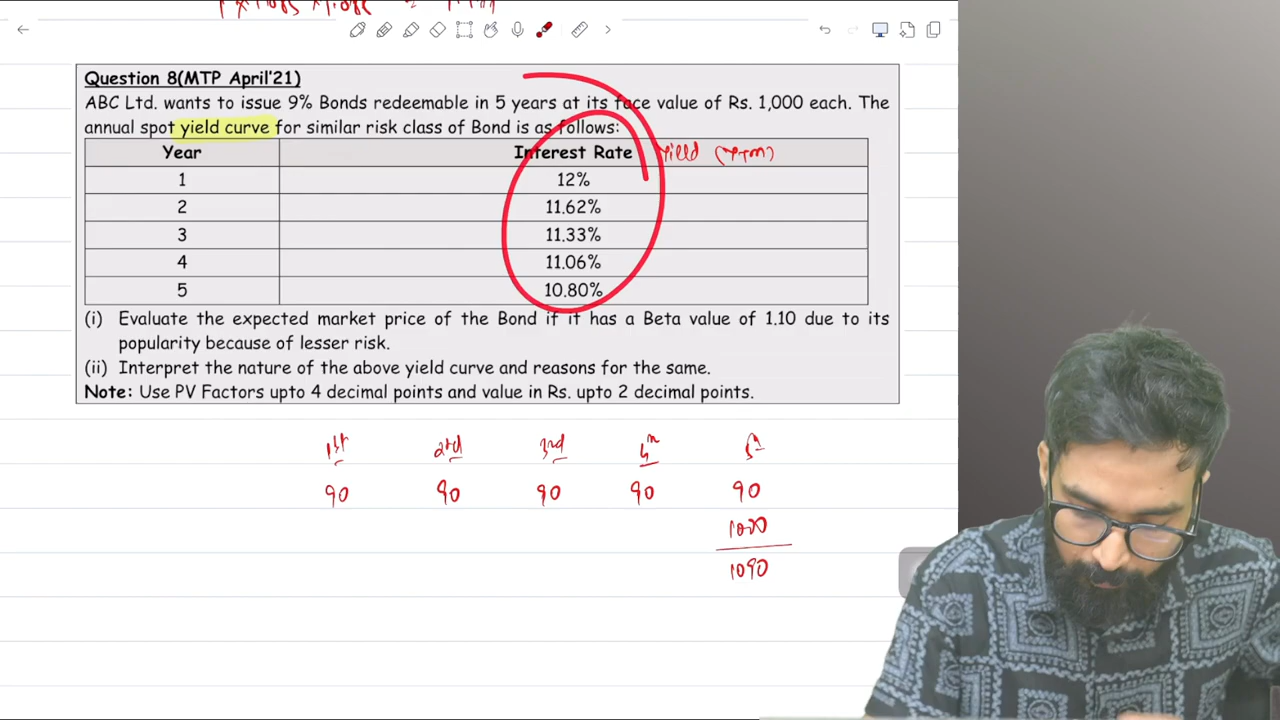 Question 8(MTP April'21)
ABC Ltd. wants to issue 9% Bonds redeemable in 5 years at its face value of Rs. 1,000 each. The
annual spot yield curve for similar risk class of Bond is as follows:
Year Interest Rate Yield (YTM)
1 12%
2 11.62%
3 11.33%
4 11.06%
5 10.80%
(i) Evaluate the expected market price of the Bond if it has a Beta value of 1.10 due to its
popularity because of lesser risk.
(ii) Interpret the nature of the above yield curve and reasons for the same.
Note: Use PV Factors upto 4 decimal points and value in Rs. upto 2 decimal points.
1st 2nd 3rd
90 90 90 90 90
1000
1090